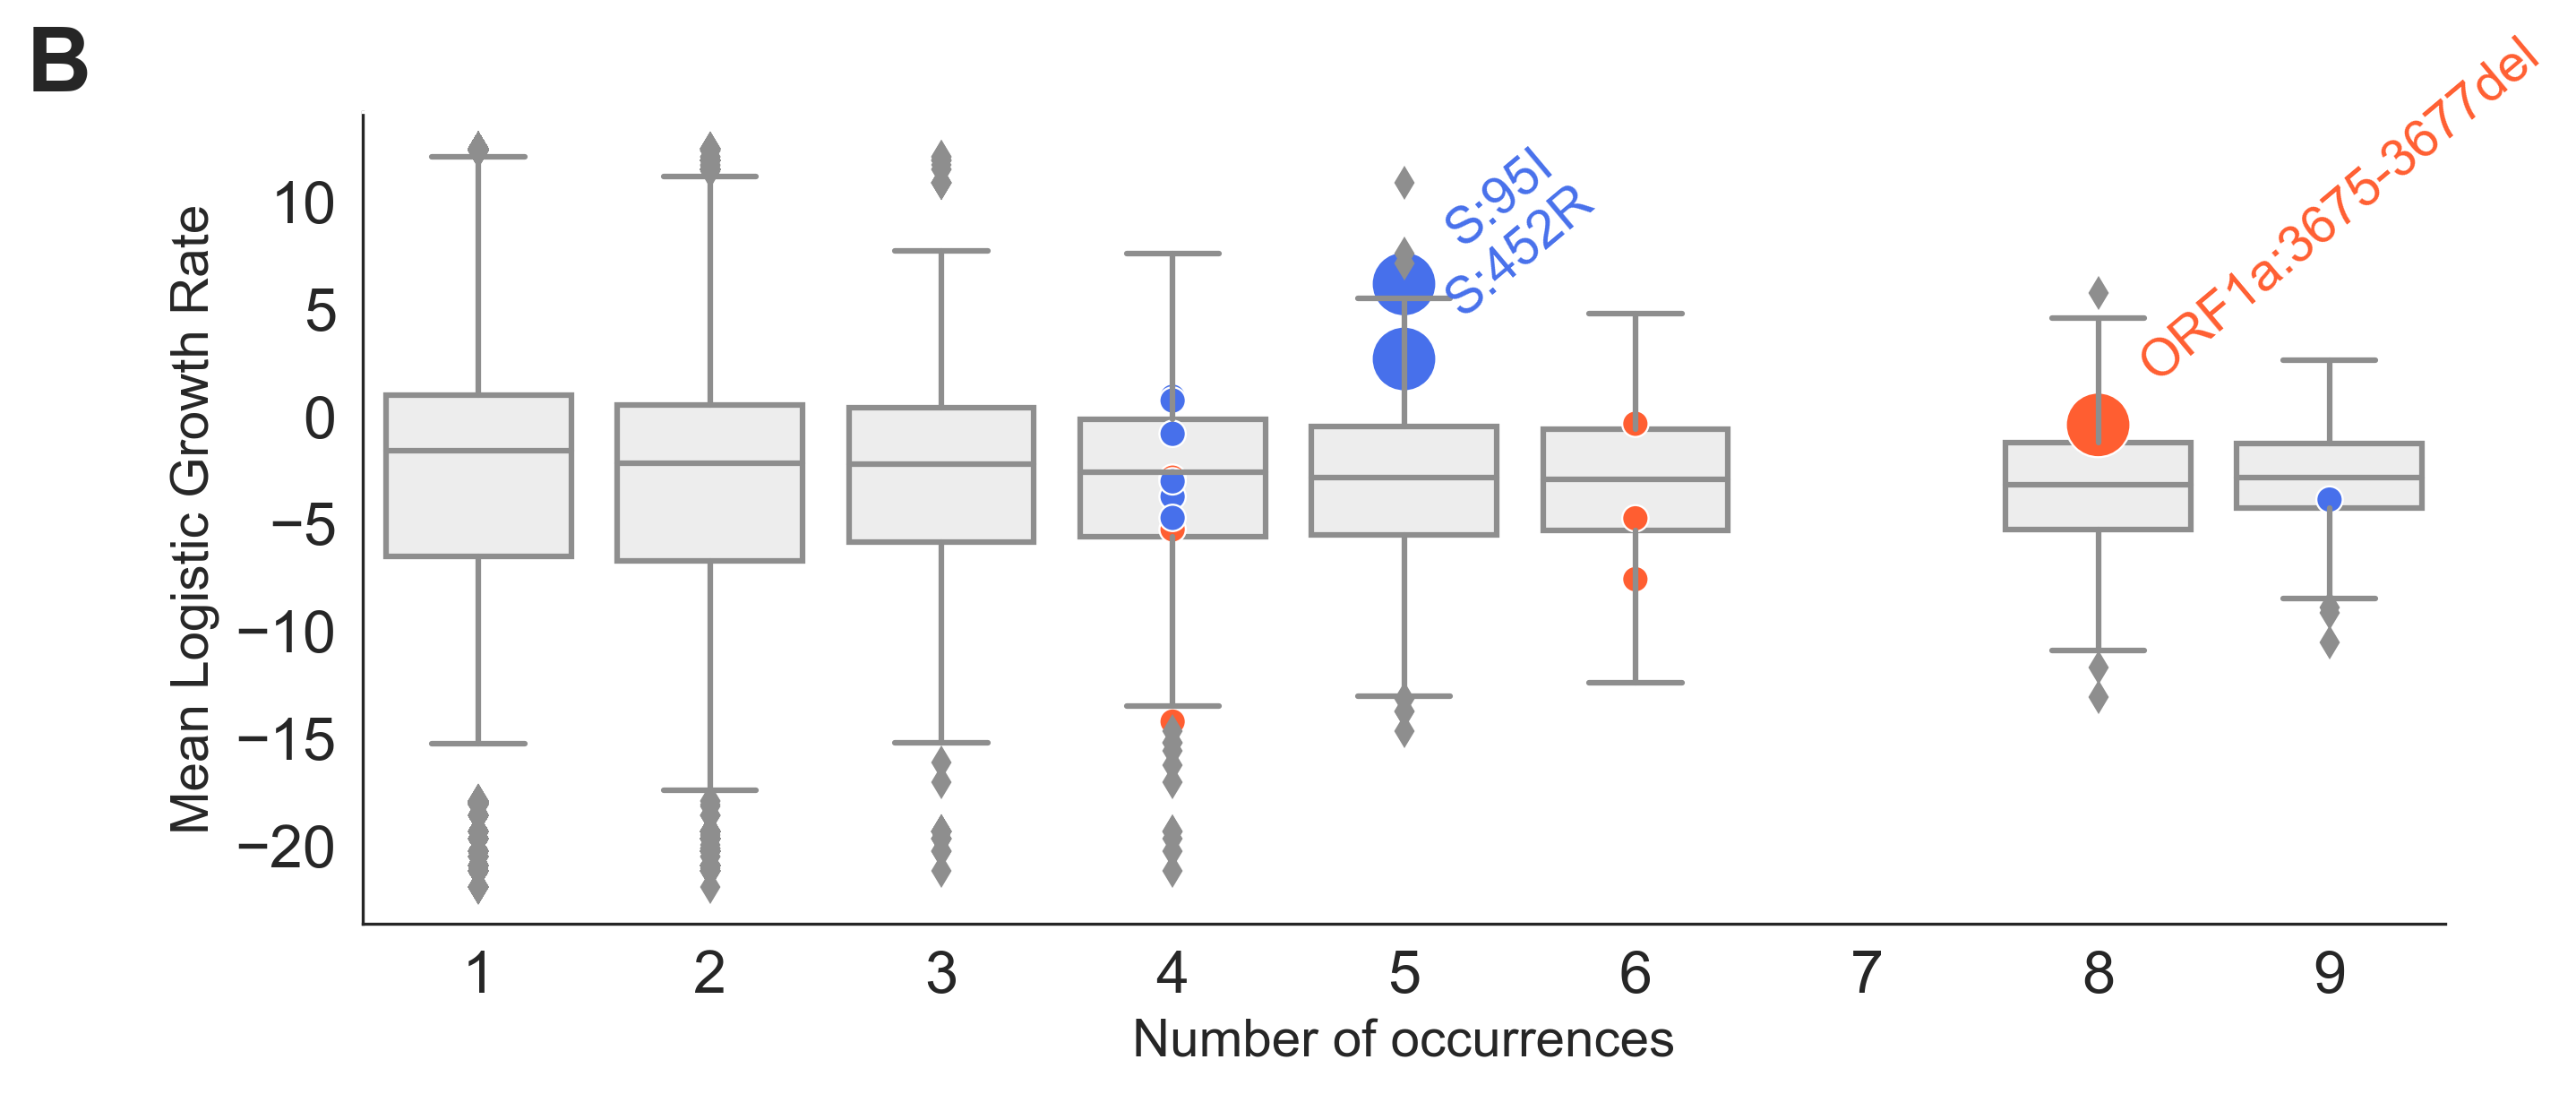 B
Mean Logistic Growth Rate
10
5
0
−5
−10
−15
−20
S:95I
S:452R
ORF1a:3675-3677del
1 2 3 4 5 6 7 8 9
Number of occurrences